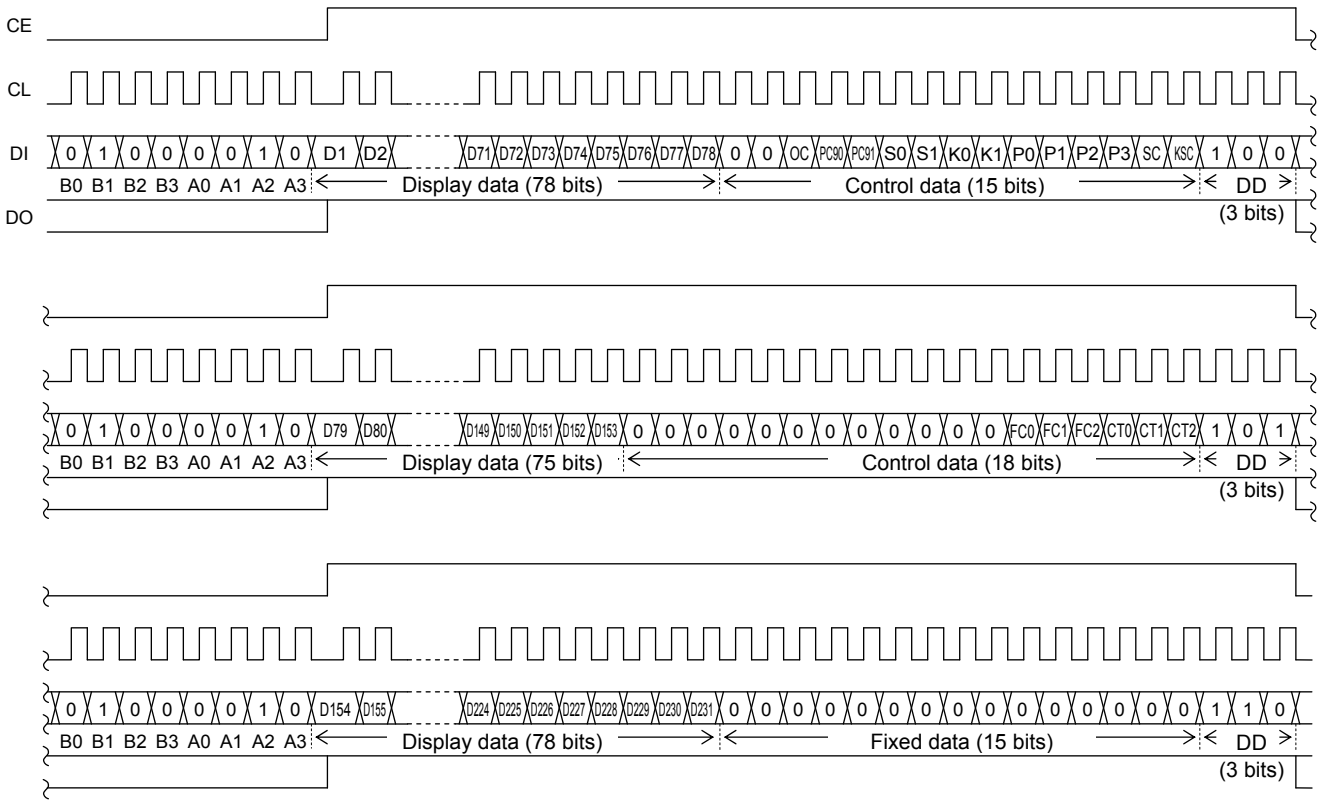 CE
CL
DI 0 1 0 0 0 0 1 0 D1 D2 D71 D72 D73 D74 D75 D76 D77 D78 0 0 OC PC90 PC91 S0 S1 K0 K1 P0 P1 P2 P3 SC KSC 1 0 0
B0 B1 B2 B3 A0 A1 A2 A3 Display data (78 bits) Control data (15 bits) DD
(3 bits)
DO
0 1 0 0 0 0 1 0 D79 D80 D149 D150 D151 D152 D153 0 0 0 0 0 0 0 0 0 0 0 0 FC0 FC1 FC2 CT0 CT1 CT2 1 0 1
B0 B1 B2 B3 A0 A1 A2 A3 Display data (75 bits) Control data (18 bits) DD
(3 bits)
0 1 0 0 0 0 1 0 D154 D155 D224 D225 D226 D227 D228 D229 D230 D231 0 0 0 0 0 0 0 0 0 0 0 0 0 0 0 1 1 0
B0 B1 B2 B3 A0 A1 A2 A3 Display data (78 bits) Fixed data (15 bits) DD
(3 bits)